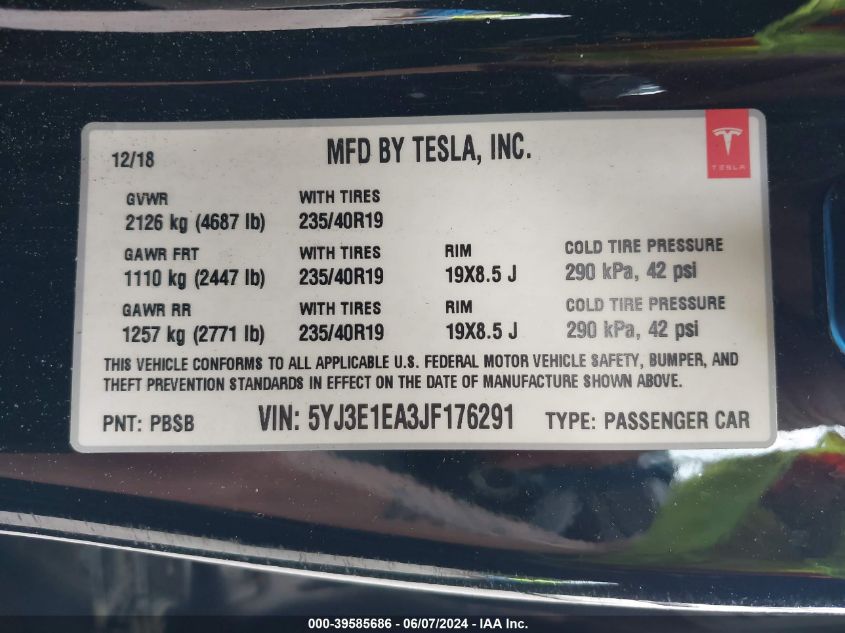 12/18 MFD BY TESLA, INC.
TESLA
GVWR WITH TIRES
2126 kg (4687 lb) 235/40R19
GAWR FRT WITH TIRES RIM COLD TIRE PRESSURE
1110 kg (2447 lb) 235/40R19 19X8.5 J 290 kPa, 42 psi
GAWR RR WITH TIRES RIM COLD TIRE PRESSURE
1257 kg (2771 lb) 235/40R19 19X8.5 J 290 kPa, 42 psi
THIS VEHICLE CONFORMS TO ALL APPLICABLE U.S. FEDERAL MOTOR VEHICLE SAFETY, BUMPER, AND
THEFT PREVENTION STANDARDS IN EFFECT ON THE DATE OF MANUFACTURE SHOWN ABOVE.
PNT: PBSB VIN: 5YJ3E1EA3JF176291 TYPE: PASSENGER CAR
000-39585686 - 06/07/2024 - IAA Inc.